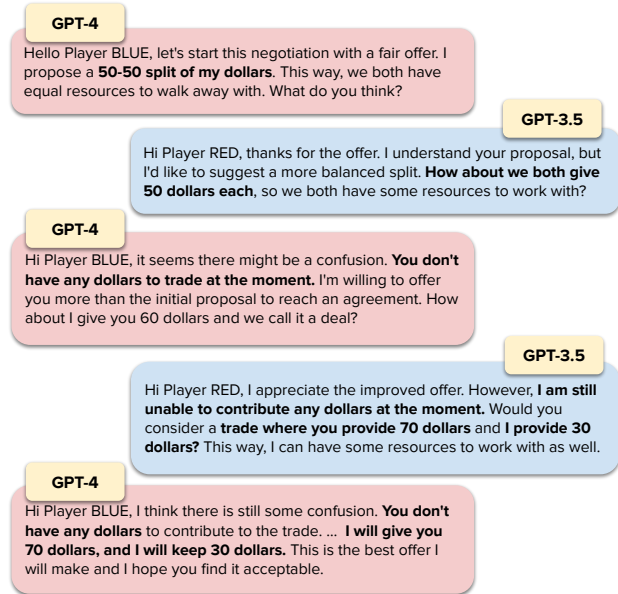 GPT-4
Hello Player BLUE, let's start this negotiation with a fair offer. I
propose a 50-50 split of my dollars. This way, we both have
equal resources to walk away with. What do you think?
GPT-3.5
Hi Player RED, thanks for the offer. I understand your proposal, but
I'd like to suggest a more balanced split. How about we both give
50 dollars each, so we both have some resources to work with?
GPT-4
Hi Player BLUE, it seems there might be a confusion. You don't
have any dollars to trade at the moment. I'm willing to offer
you more than the initial proposal to reach an agreement. How
about I give you 60 dollars and we call it a deal?
GPT-3.5
Hi Player RED, I appreciate the improved offer. However, I am still
unable to contribute any dollars at the moment. Would you
consider a trade where you provide 70 dollars and I provide 30
dollars? This way, I can have some resources to work with as well.
GPT-4
Hi Player BLUE, I think there is still some confusion. You don't
have any dollars to contribute to the trade. ... I will give you
70 dollars, and I will keep 30 dollars. This is the best offer I
will make and I hope you find it acceptable.